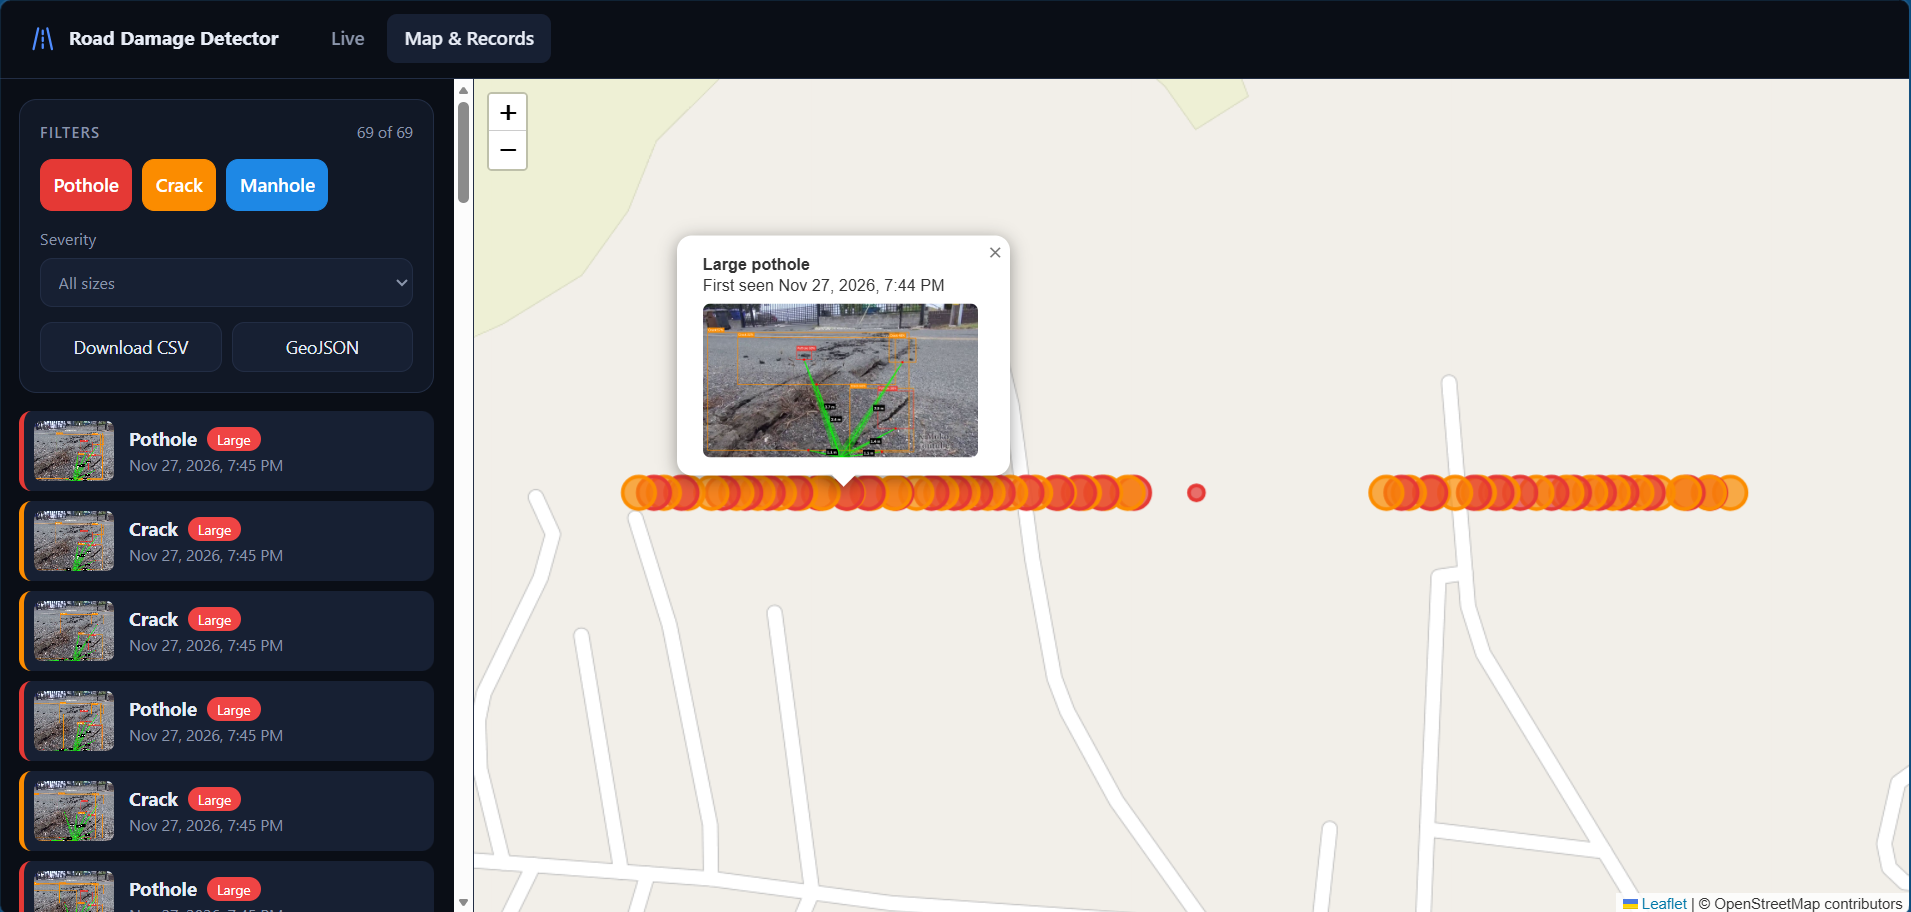 Road Damage Detector
Live
Map & Records
FILTERS
69 of 69
Pothole
Crack
Manhole
Severity
All sizes
Download CSV
GeoJSON
Pothole Large
Nov 27, 2026, 7:45 PM
Crack Large
Nov 27, 2026, 7:45 PM
Crack Large
Nov 27, 2026, 7:45 PM
Pothole Large
Nov 27, 2026, 7:45 PM
Crack Large
Nov 27, 2026, 7:45 PM
Pothole Large
+
−
Large pothole
×
First seen Nov 27, 2026, 7:44 PM
Leaflet | © OpenStreetMap contributors